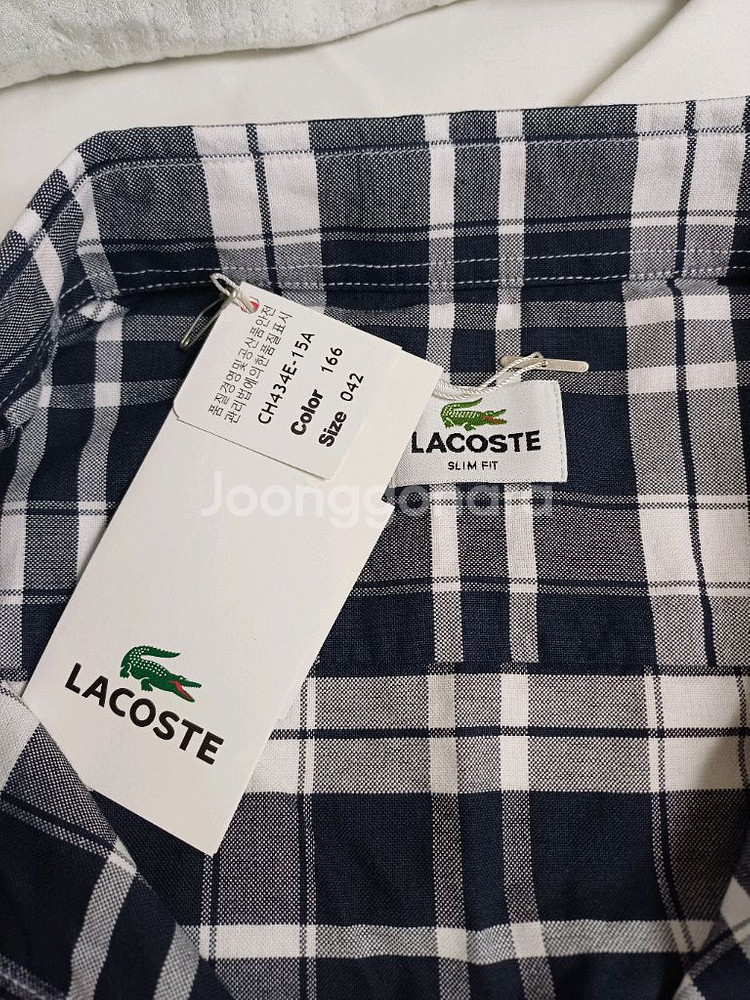 품질경영및공산품안전
관리법에의한품질표시
CH434E-15A
Color 166
Size 042
LACOSTE
SLIM FIT
Joonggonara
LACOSTE